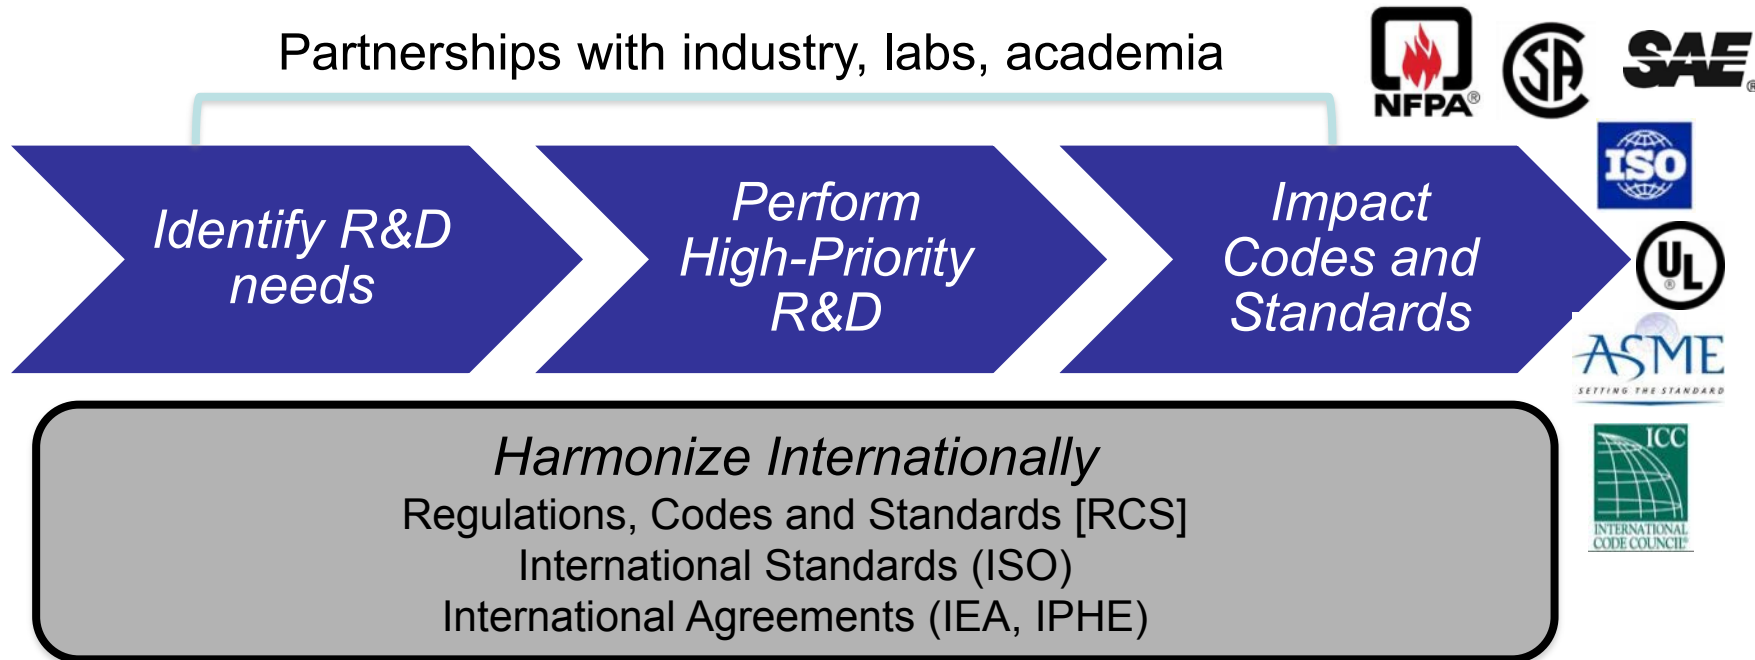 Partnerships with industry, labs, academia
NFPA®
SA
SAE®
ISO
Identify R&D
needs
Perform
High-Priority
R&D
Impact
Codes and
Standards
UL®
ASME
SETTING THE STANDARD
Harmonize Internationally
Regulations, Codes and Standards [RCS]
International Standards (ISO)
International Agreements (IEA, IPHE)
ICC
INTERNATIONAL
CODE COUNCIL®